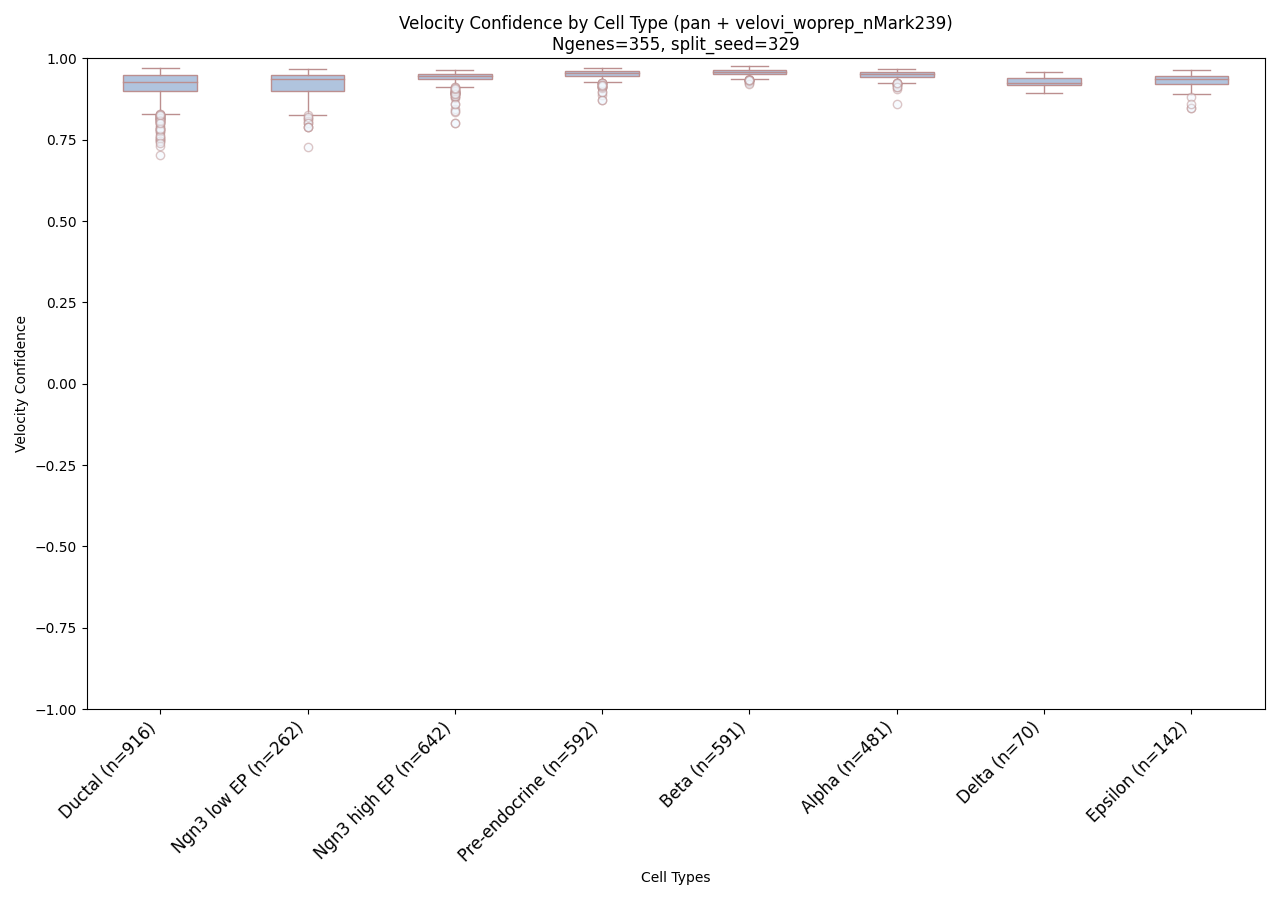 Velocity Confidence by Cell Type (pan + velovi_woprep_nMark239)
Ngenes=355, split_seed=329
Velocity Confidence
1.00
0.75
0.50
0.25
0.00
−0.25
−0.50
−0.75
−1.00
Ductal (n=916)
Ngn3 low EP (n=262)
Ngn3 high EP (n=642)
Pre-endocrine (n=592)
Beta (n=591)
Alpha (n=481)
Delta (n=70)
Epsilon (n=142)
Cell Types